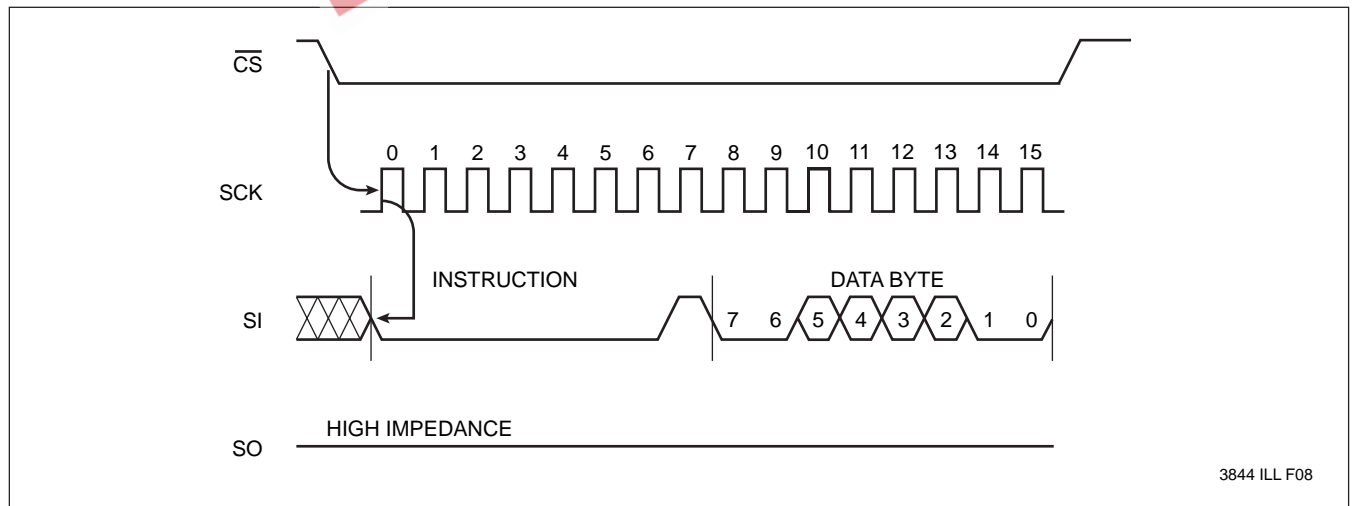 CS
0 1 2 3 4 5 6 7 8 9 10 11 12 13 14 15
SCK
INSTRUCTION DATA BYTE
SI 7 6 5 4 3 2 1 0
HIGH IMPEDANCE
SO
3844 ILL F08